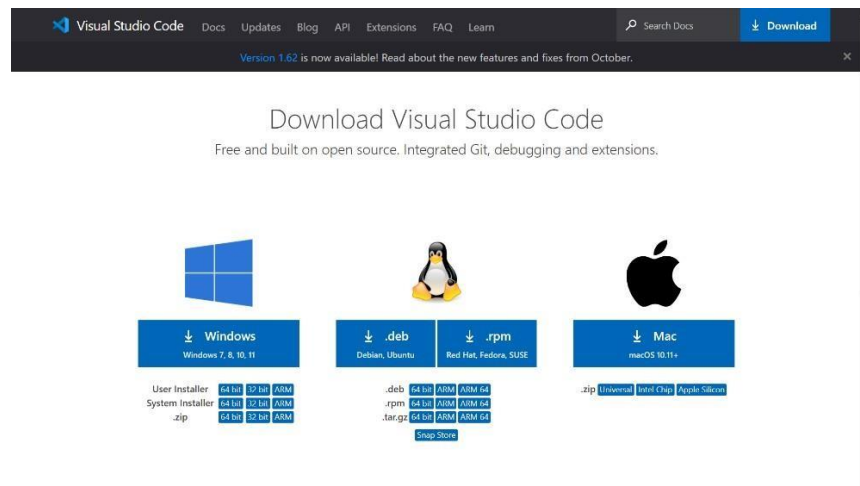 Visual Studio Code Docs Updates Blog API Extensions FAQ Learn Search Docs Download
Version 1.62 is now available! Read about the new features and fixes from October.
Download Visual Studio Code
Free and built on open source. Integrated Git, debugging and extensions.
Windows
Windows 7, 8, 10, 11
User Installer 64 bit 32 bit ARM
System Installer 64 bit 32 bit ARM
.zip 64 bit 32 bit ARM
.deb
Debian, Ubuntu
.rpm
Red Hat, Fedora, SUSE
.deb 64 bit ARM ARM 64
.rpm 64 bit ARM ARM 64
.tar.gz 64 bit ARM ARM 64
Snap Store
Mac
macOS 10.11+
.zip Universal Intel Chip Apple Silicon